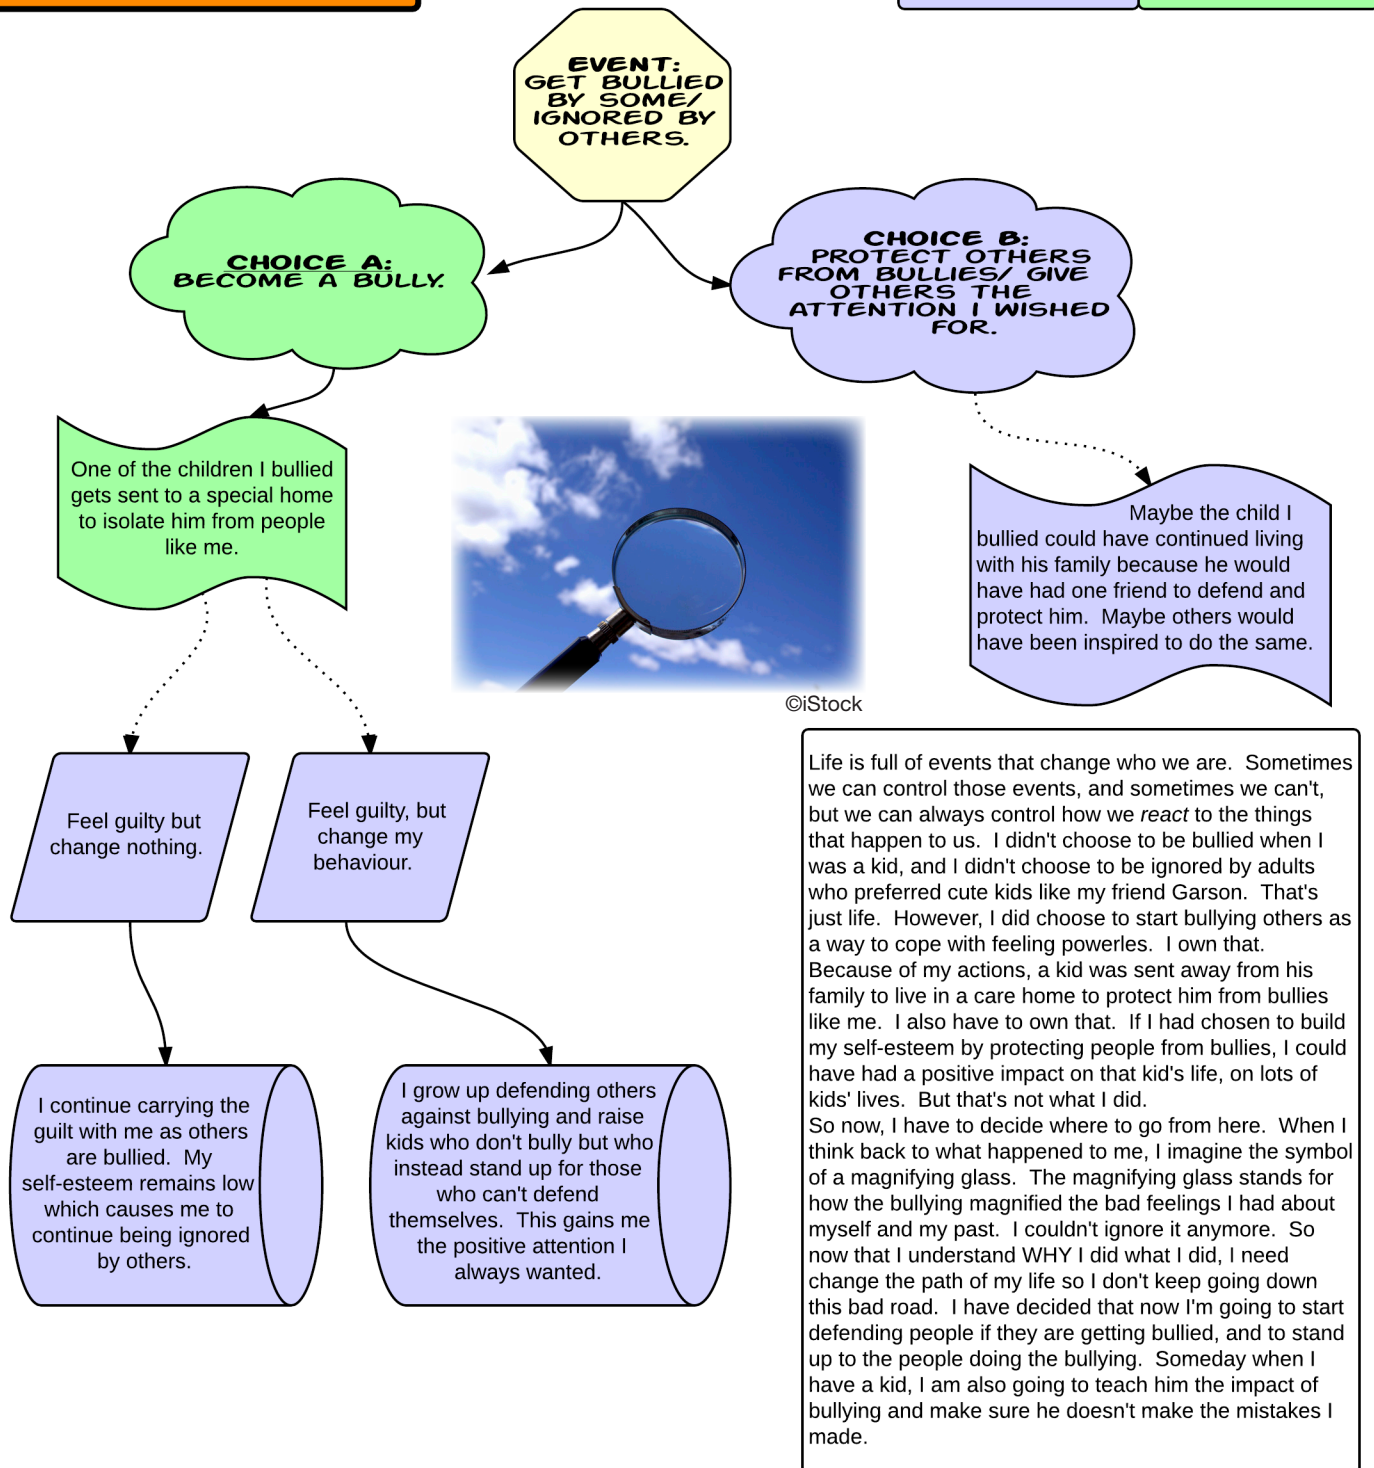 EVENT:
GET BULLIED
BY SOME/
IGNORED BY
OTHERS.
CHOICE A:
BECOME A BULLY.
CHOICE B:
PROTECT OTHERS
FROM BULLIES/ GIVE
OTHERS THE
ATTENTION I WISHED
FOR.
One of the children I bullied
gets sent to a special home
to isolate him from people
like me.
Maybe the child I
bullied could have continued living
with his family because he would
have had one friend to defend and
protect him.  Maybe others would
have been inspired to do the same.
©iStock
Feel guilty but
change nothing.
Feel guilty, but
change my
behaviour.
I continue carrying the
guilt with me as others
are bullied.  My
self-esteem remains low
which causes me to
continue being ignored
by others.
I grow up defending others
against bullying and raise
kids who don't bully but who
instead stand up for those
who can't defend
themselves.  This gains me
the positive attention I
always wanted.
Life is full of events that change who we are.  Sometimes
we can control those events, and sometimes we can't,
but we can always control how we react to the things
that happen to us.  I didn't choose to be bullied when I
was a kid, and I didn't choose to be ignored by adults
who preferred cute kids like my friend Garson.  That's
just life.  However, I did choose to start bullying others as
a way to cope with feeling powerles.  I own that.
Because of my actions, a kid was sent away from his
family to live in a care home to protect him from bullies
like me.  I also have to own that.  If I had chosen to build
my self-esteem by protecting people from bullies, I could
have had a positive impact on that kid's life, on lots of
kids' lives.  But that's not what I did.
So now, I have to decide where to go from here.  When I
think back to what happened to me, I imagine the symbol
of a magnifying glass.  The magnifying glass stands for
how the bullying magnified the bad feelings I had about
myself and my past.  I couldn't ignore it anymore.  So
now that I understand WHY I did what I did, I need
change the path of my life so I don't keep going down
this bad road.  I have decided that now I'm going to start
defending people if they are getting bullied, and to stand
up to the people doing the bullying.  Someday when I
have a kid, I am also going to teach him the impact of
bullying and make sure he doesn't make the mistakes I
made.